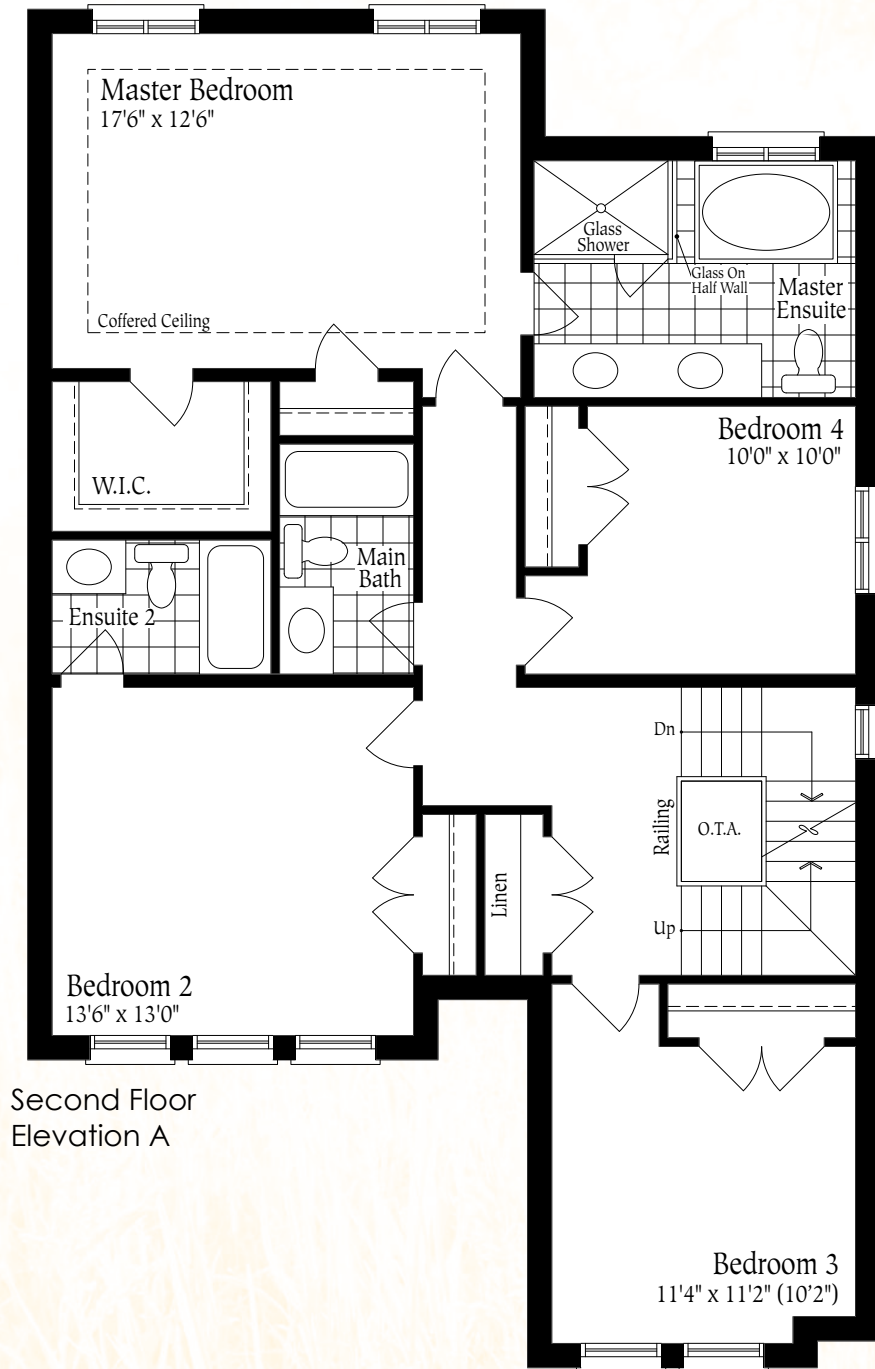 Master Bedroom
17'6" x 12'6"
Coffered Ceiling
Glass
Shower
Glass On
Half Wall
Master
Ensuite
W.I.C.
Bedroom 4
10'0" x 10'0"
Main
Bath
Ensuite 2
Dn
Railing
O.T.A.
Up
Linen
Bedroom 2
13'6" x 13'0"
Second Floor
Elevation A
Bedroom 3
11'4" x 11'2" (10'2")